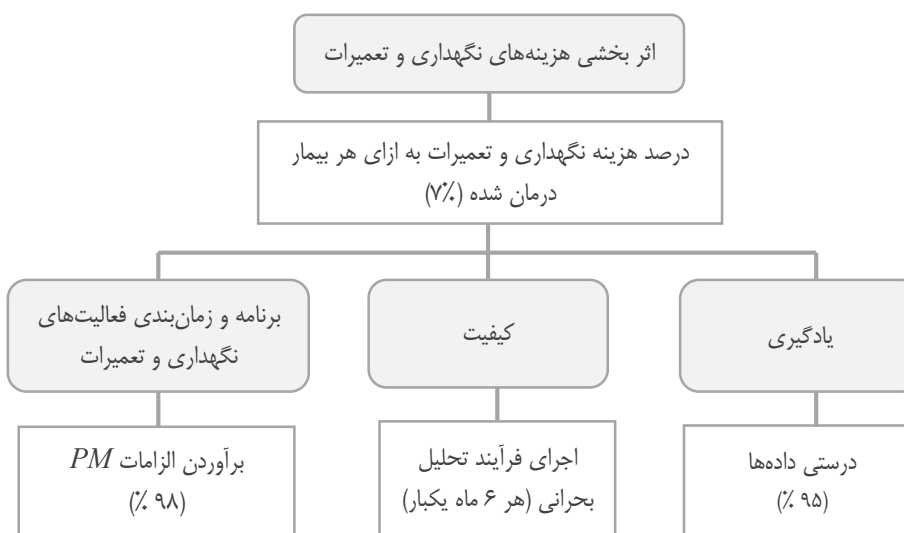 اثر بخشی هزینه‌های نگهداری و تعمیرات
درصد هزینه نگهداری و تعمیرات به ازای هر بیمار
درمان شده (۷٪)
یادگیری
کیفیت
برنامه و زمان‌بندی فعالیت‌های
نگهداری و تعمیرات
درستی داده‌ها
(۹۵ ٪)
اجرای فرآیند تحلیل
بحرانی (هر ۶ ماه یکبار)
برآوردن الزامات PM
(۹۸ ٪)